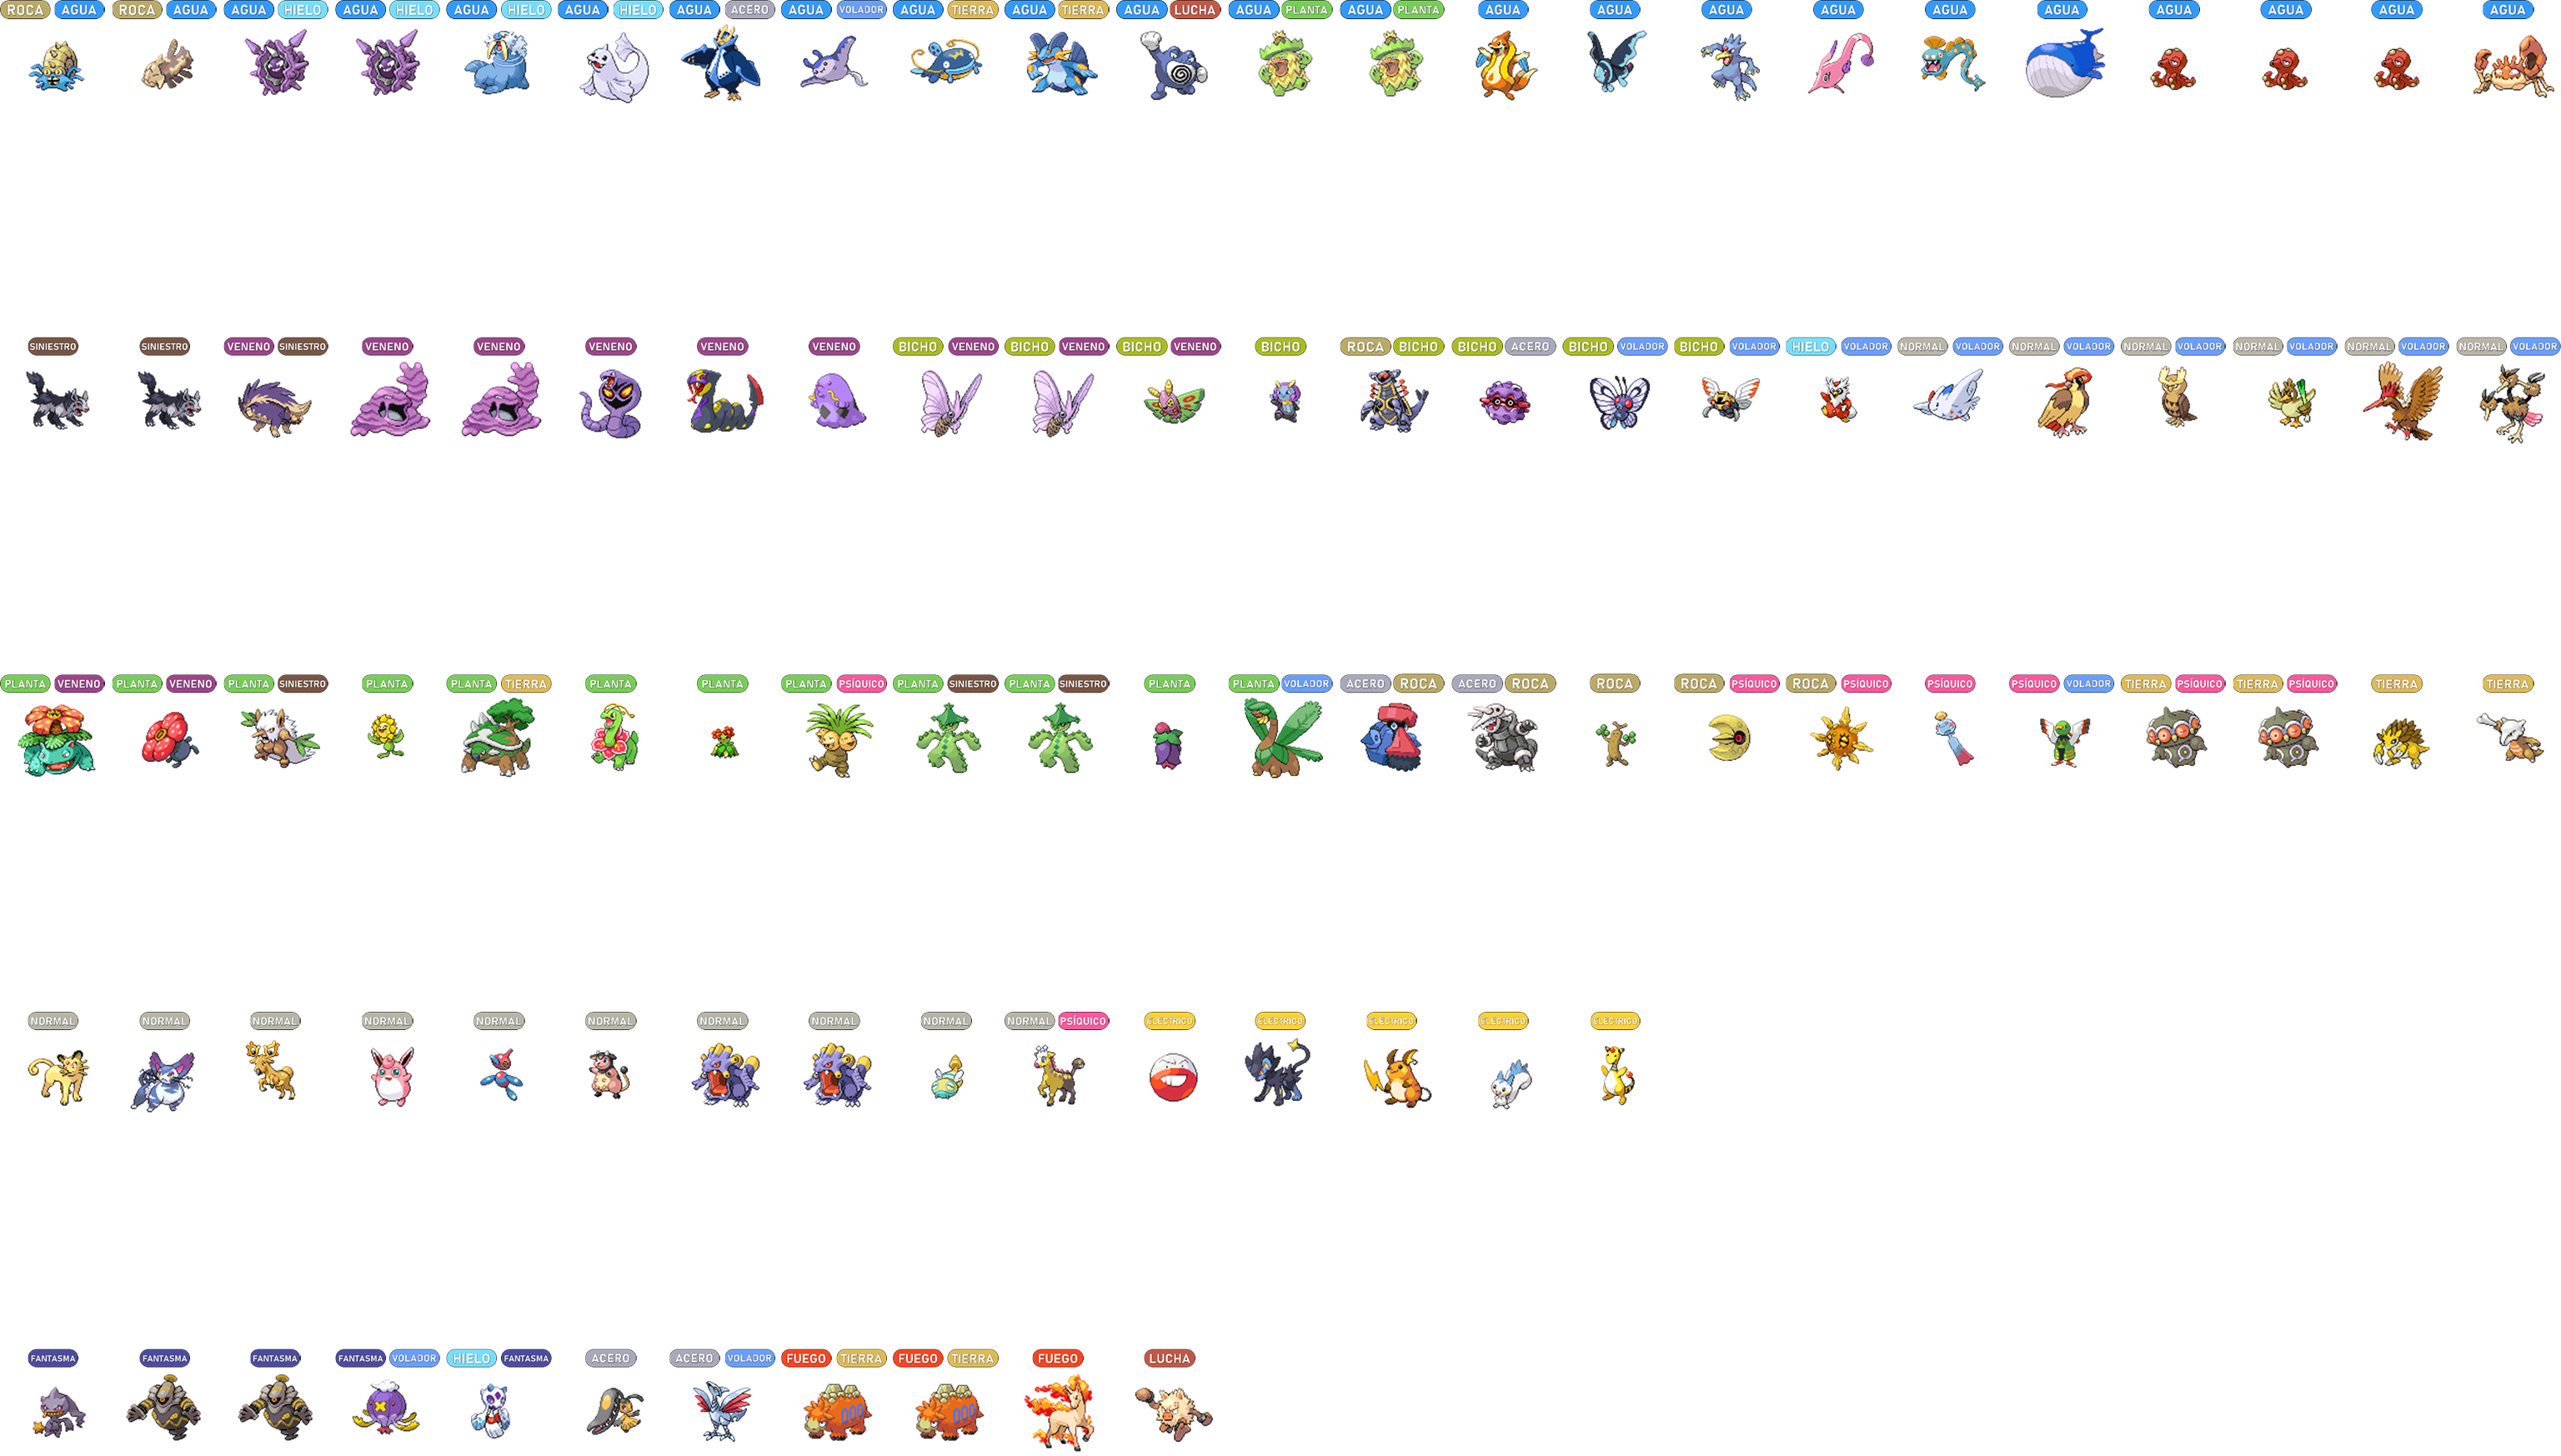 ROCA AGUA ROCA AGUA AGUA HIELO AGUA HIELO AGUA HIELO AGUA HIELO AGUA ACERO AGUA VOLADOR AGUA TIERRA AGUA TIERRA AGUA LUCHA AGUA PLANTA AGUA PLANTA AGUA AGUA AGUA AGUA AGUA AGUA AGUA AGUA AGUA AGUA
SINIESTRO SINIESTRO VENENO SINIESTRO VENENO VENENO VENENO VENENO VENENO BICHO VENENO BICHO VENENO BICHO VENENO BICHO ROCA BICHO BICHO ACERO BICHO VOLADOR BICHO VOLADOR HIELO VOLADOR NORMAL VOLADOR NORMAL VOLADOR NORMAL VOLADOR NORMAL VOLADOR NORMAL VOLADOR NORMAL VOLADOR
PLANTA VENENO PLANTA VENENO PLANTA SINIESTRO PLANTA PLANTA TIERRA PLANTA PLANTA PLANTA PSÍQUICO PLANTA SINIESTRO PLANTA SINIESTRO PLANTA PLANTA VOLADOR ACERO ROCA ACERO ROCA ROCA ROCA PSÍQUICO ROCA PSÍQUICO PSÍQUICO PSÍQUICO VOLADOR TIERRA PSÍQUICO TIERRA PSÍQUICO TIERRA TIERRA
NORMAL NORMAL NORMAL NORMAL NORMAL NORMAL NORMAL NORMAL NORMAL NORMAL PSÍQUICO ELÉCTRICO ELÉCTRICO ELÉCTRICO ELÉCTRICO ELÉCTRICO
FANTASMA FANTASMA FANTASMA FANTASMA VOLADOR HIELO FANTASMA ACERO ACERO VOLADOR FUEGO TIERRA FUEGO TIERRA FUEGO LUCHA